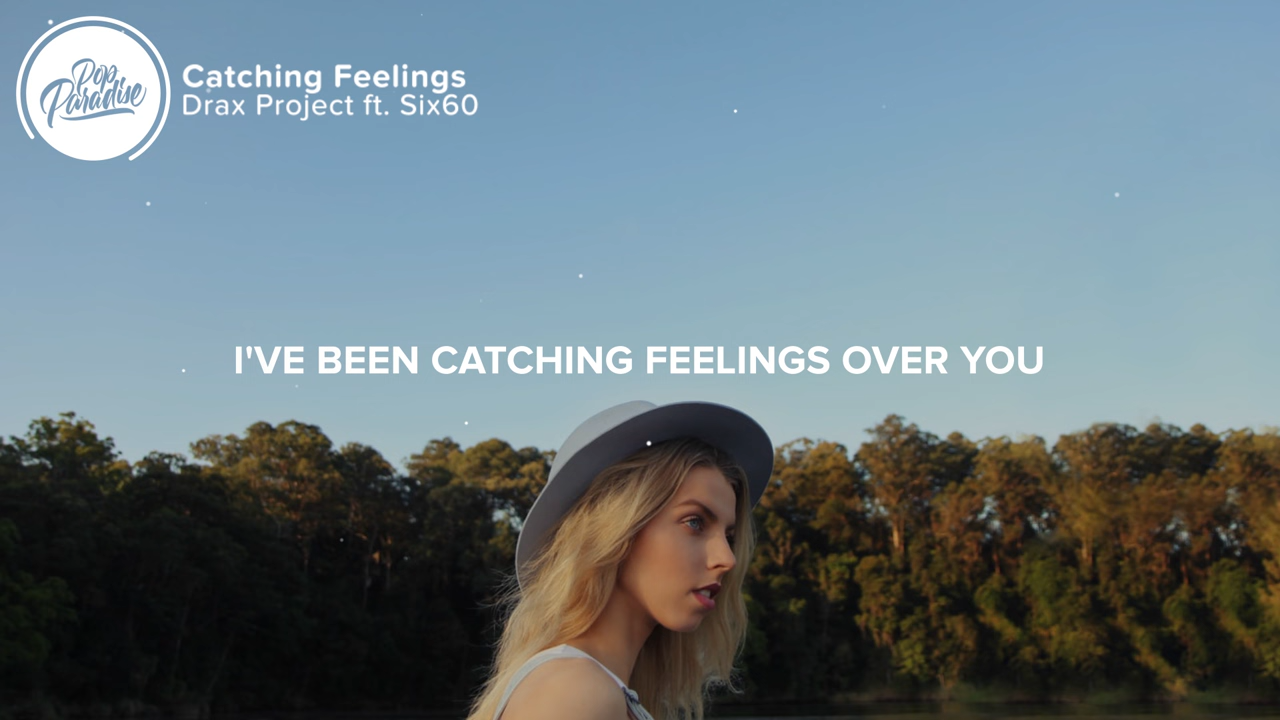 Pop
Paradise
Catching Feelings
Drax Project ft. Six60
I'VE BEEN CATCHING FEELINGS OVER YOU